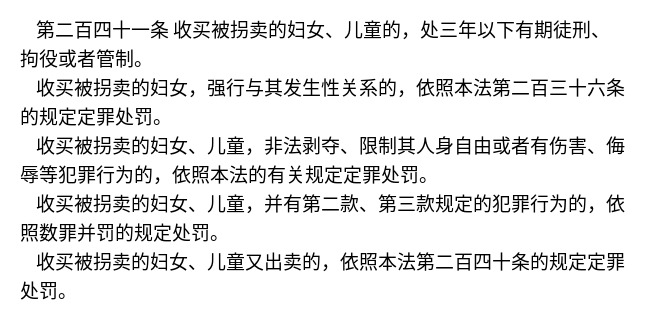 第二百四十一条 收买被拐卖的妇女、儿童的，处三年以下有期徒刑、
拘役或者管制。
收买被拐卖的妇女，强行与其发生性关系的，依照本法第二百三十六条
的规定定罪处罚。
收买被拐卖的妇女、儿童，非法剥夺、限制其人身自由或者有伤害、侮
辱等犯罪行为的，依照本法的有关规定定罪处罚。
收买被拐卖的妇女、儿童，并有第二款、第三款规定的犯罪行为的，依
照数罪并罚的规定处罚。
收买被拐卖的妇女、儿童又出卖的，依照本法第二百四十条的规定定罪
处罚。